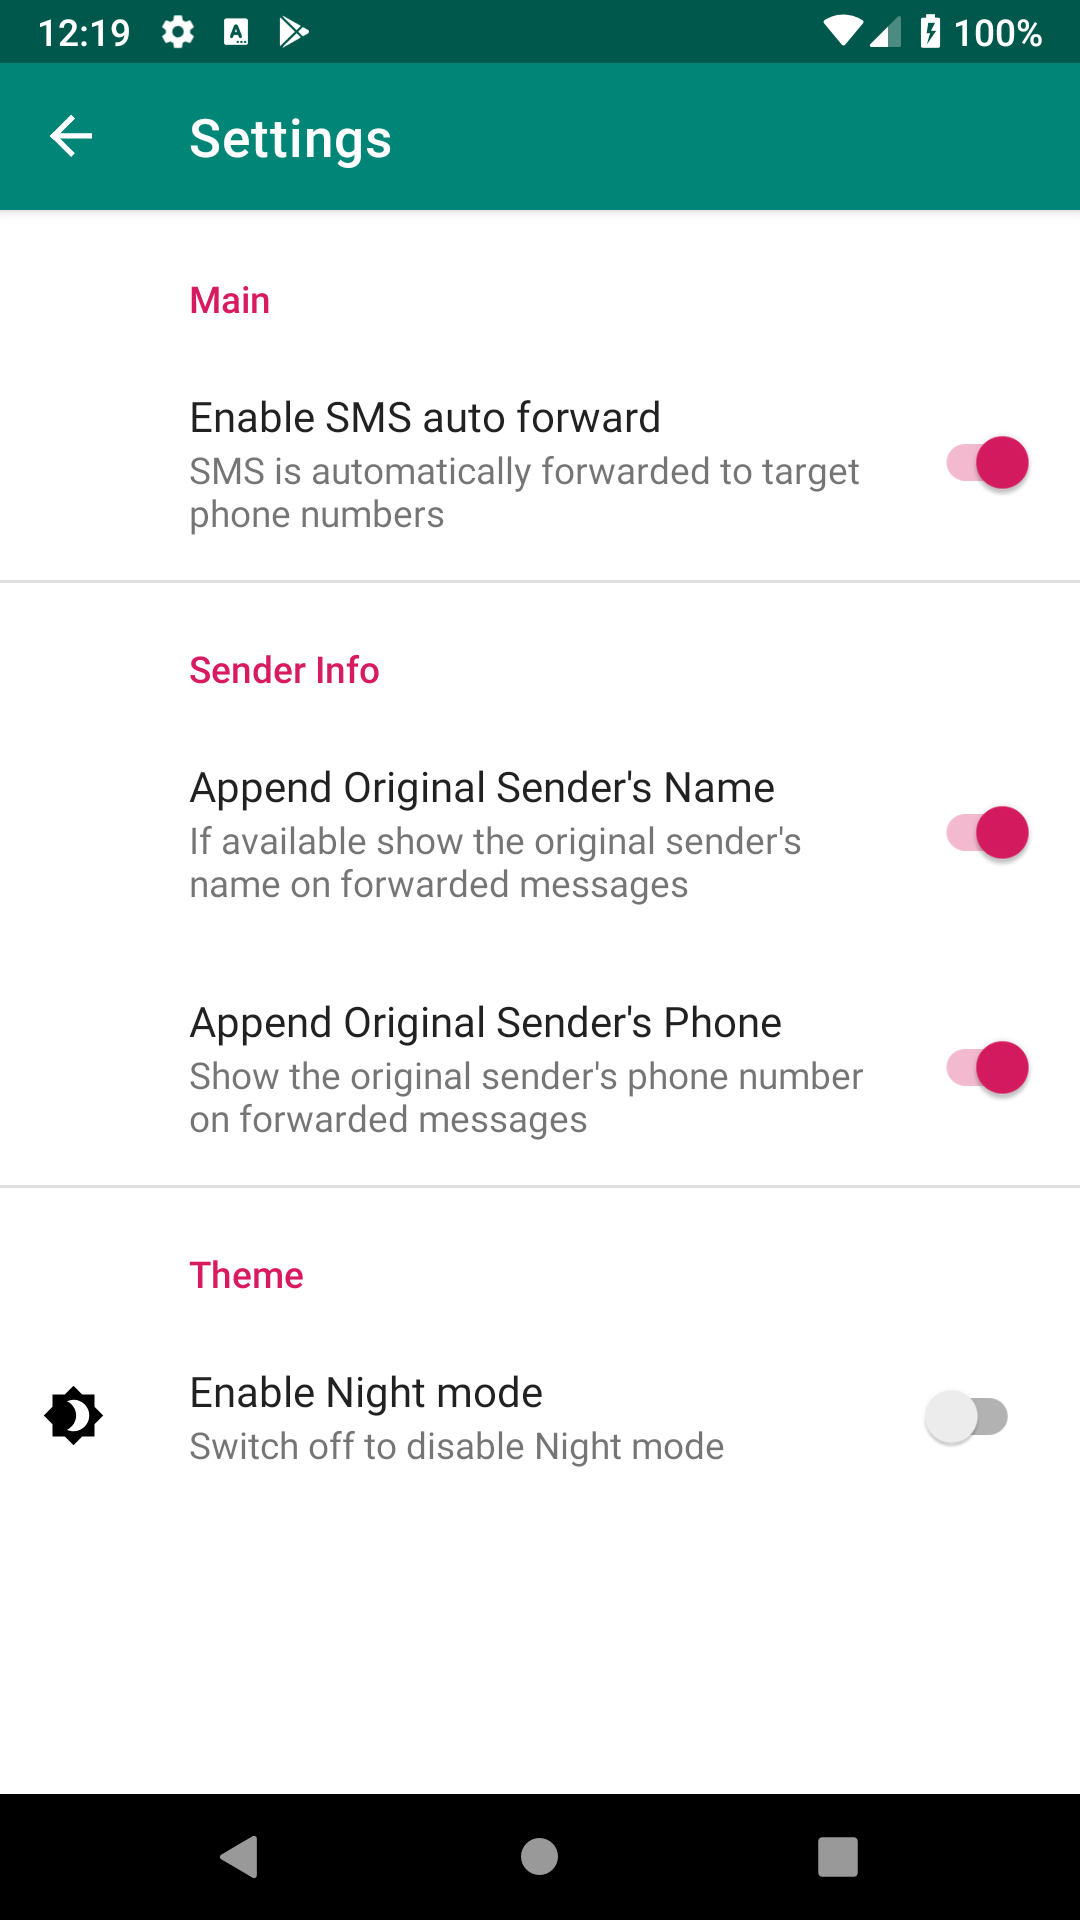 12:19
100%
Settings
Main
Enable SMS auto forward
SMS is automatically forwarded to target
phone numbers
Sender Info
Append Original Sender's Name
If available show the original sender's
name on forwarded messages
Append Original Sender's Phone
Show the original sender's phone number
on forwarded messages
Theme
Enable Night mode
Switch off to disable Night mode